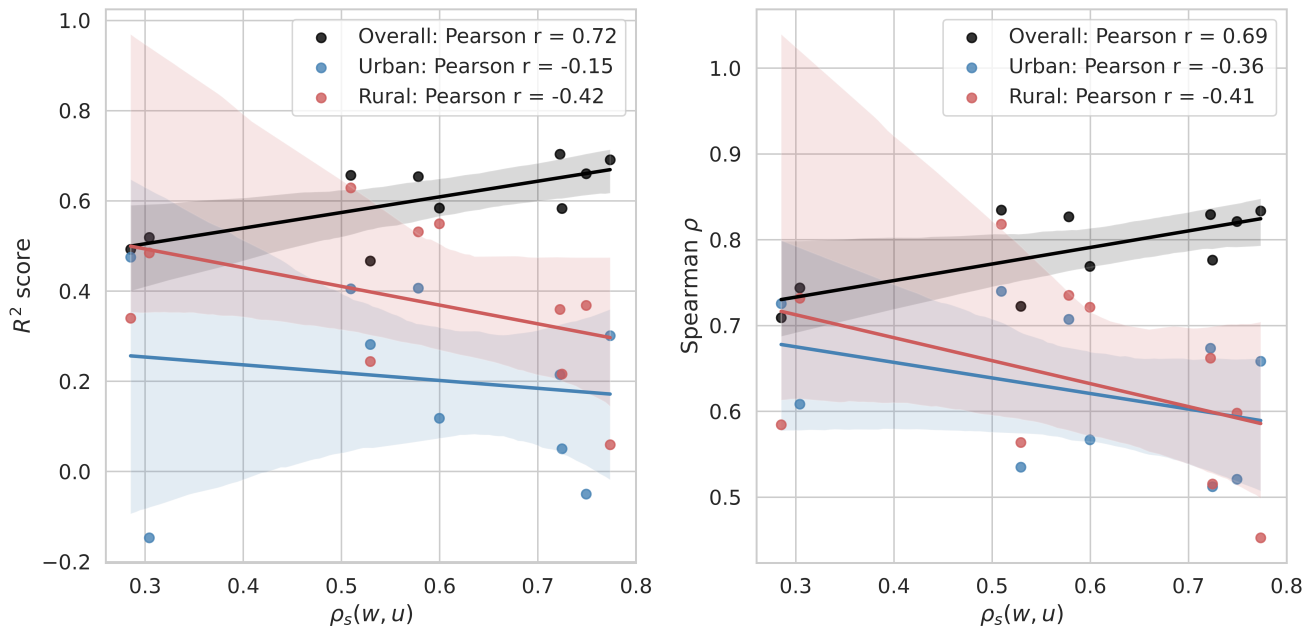 Overall: Pearson r = 0.72
Urban: Pearson r = -0.15
Rural: Pearson r = -0.42
1.0
0.8
0.6
0.4
0.2
0.0
−0.2
R² score
0.3
0.4
0.5
0.6
0.7
0.8
ρₛ(w, u)
Overall: Pearson r = 0.69
Urban: Pearson r = -0.36
Rural: Pearson r = -0.41
1.0
0.9
0.8
0.7
0.6
0.5
Spearman ρ
0.3
0.4
0.5
0.6
0.7
0.8
ρₛ(w, u)